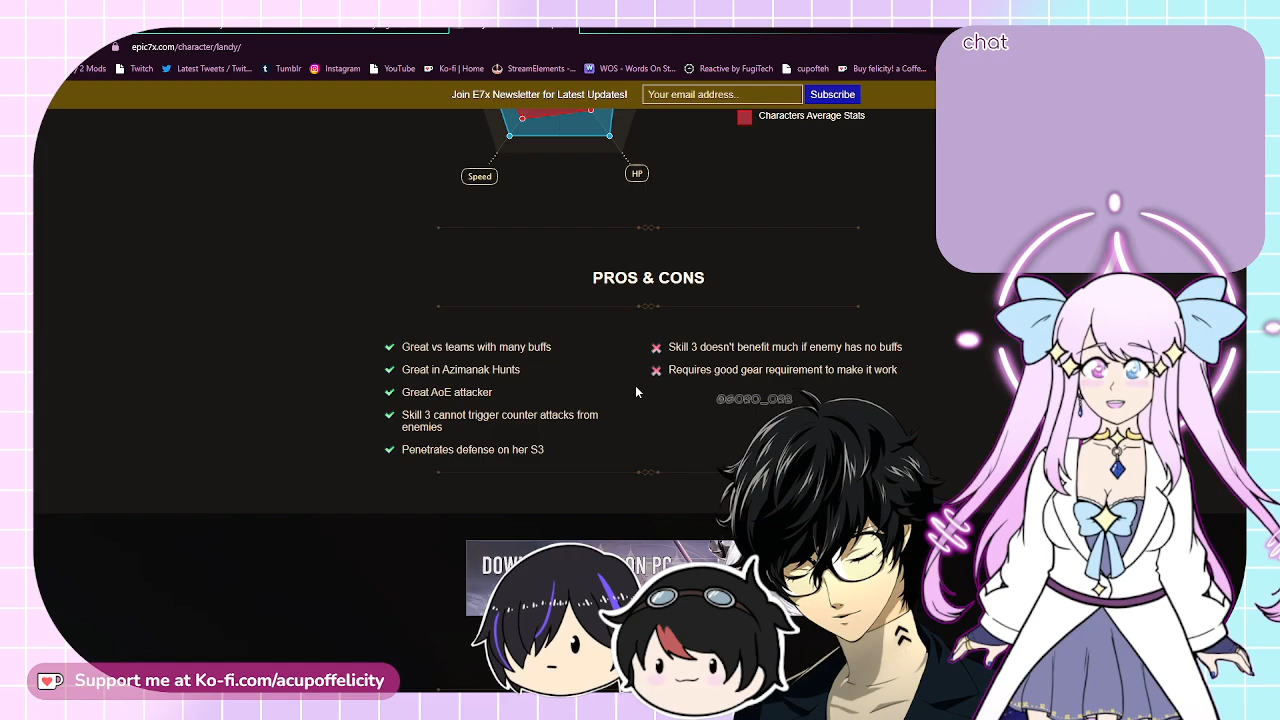 epic7x.com/character/landy/
chat
/ 2 Mods Twitch Latest Tweets / Twit... Tumblr Instagram YouTube Ko-fi | Home StreamElements -... WOS - Words On St... Reactive by FugiTech cupofteh Buy felicity! a Coffe...
Join E7x Newsletter for Latest Updates! Your email address.. Subscribe
Characters Average Stats
Speed
HP
PROS & CONS
Great vs teams with many buffs
Great in Azimanak Hunts
Great AoE attacker
Skill 3 cannot trigger counter attacks from
enemies
Penetrates defense on her S3
Skill 3 doesn't benefit much if enemy has no buffs
Requires good gear requirement to make it work
@GORO_ORB
ON PC
Support me at Ko-fi.com/acupoffelicity